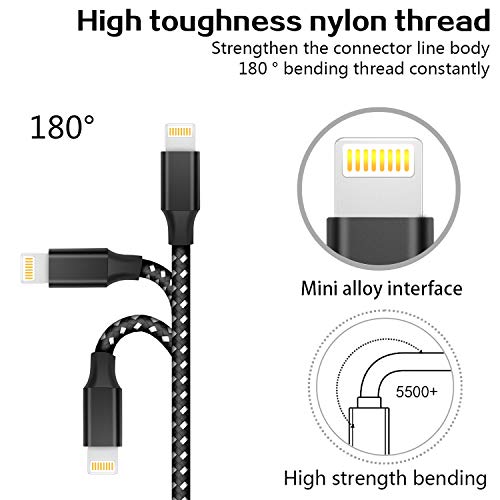 High toughness nylon thread
Strengthen the connector line body
180 ° bending thread constantly
180°
Mini alloy interface
5500+
High strength bending